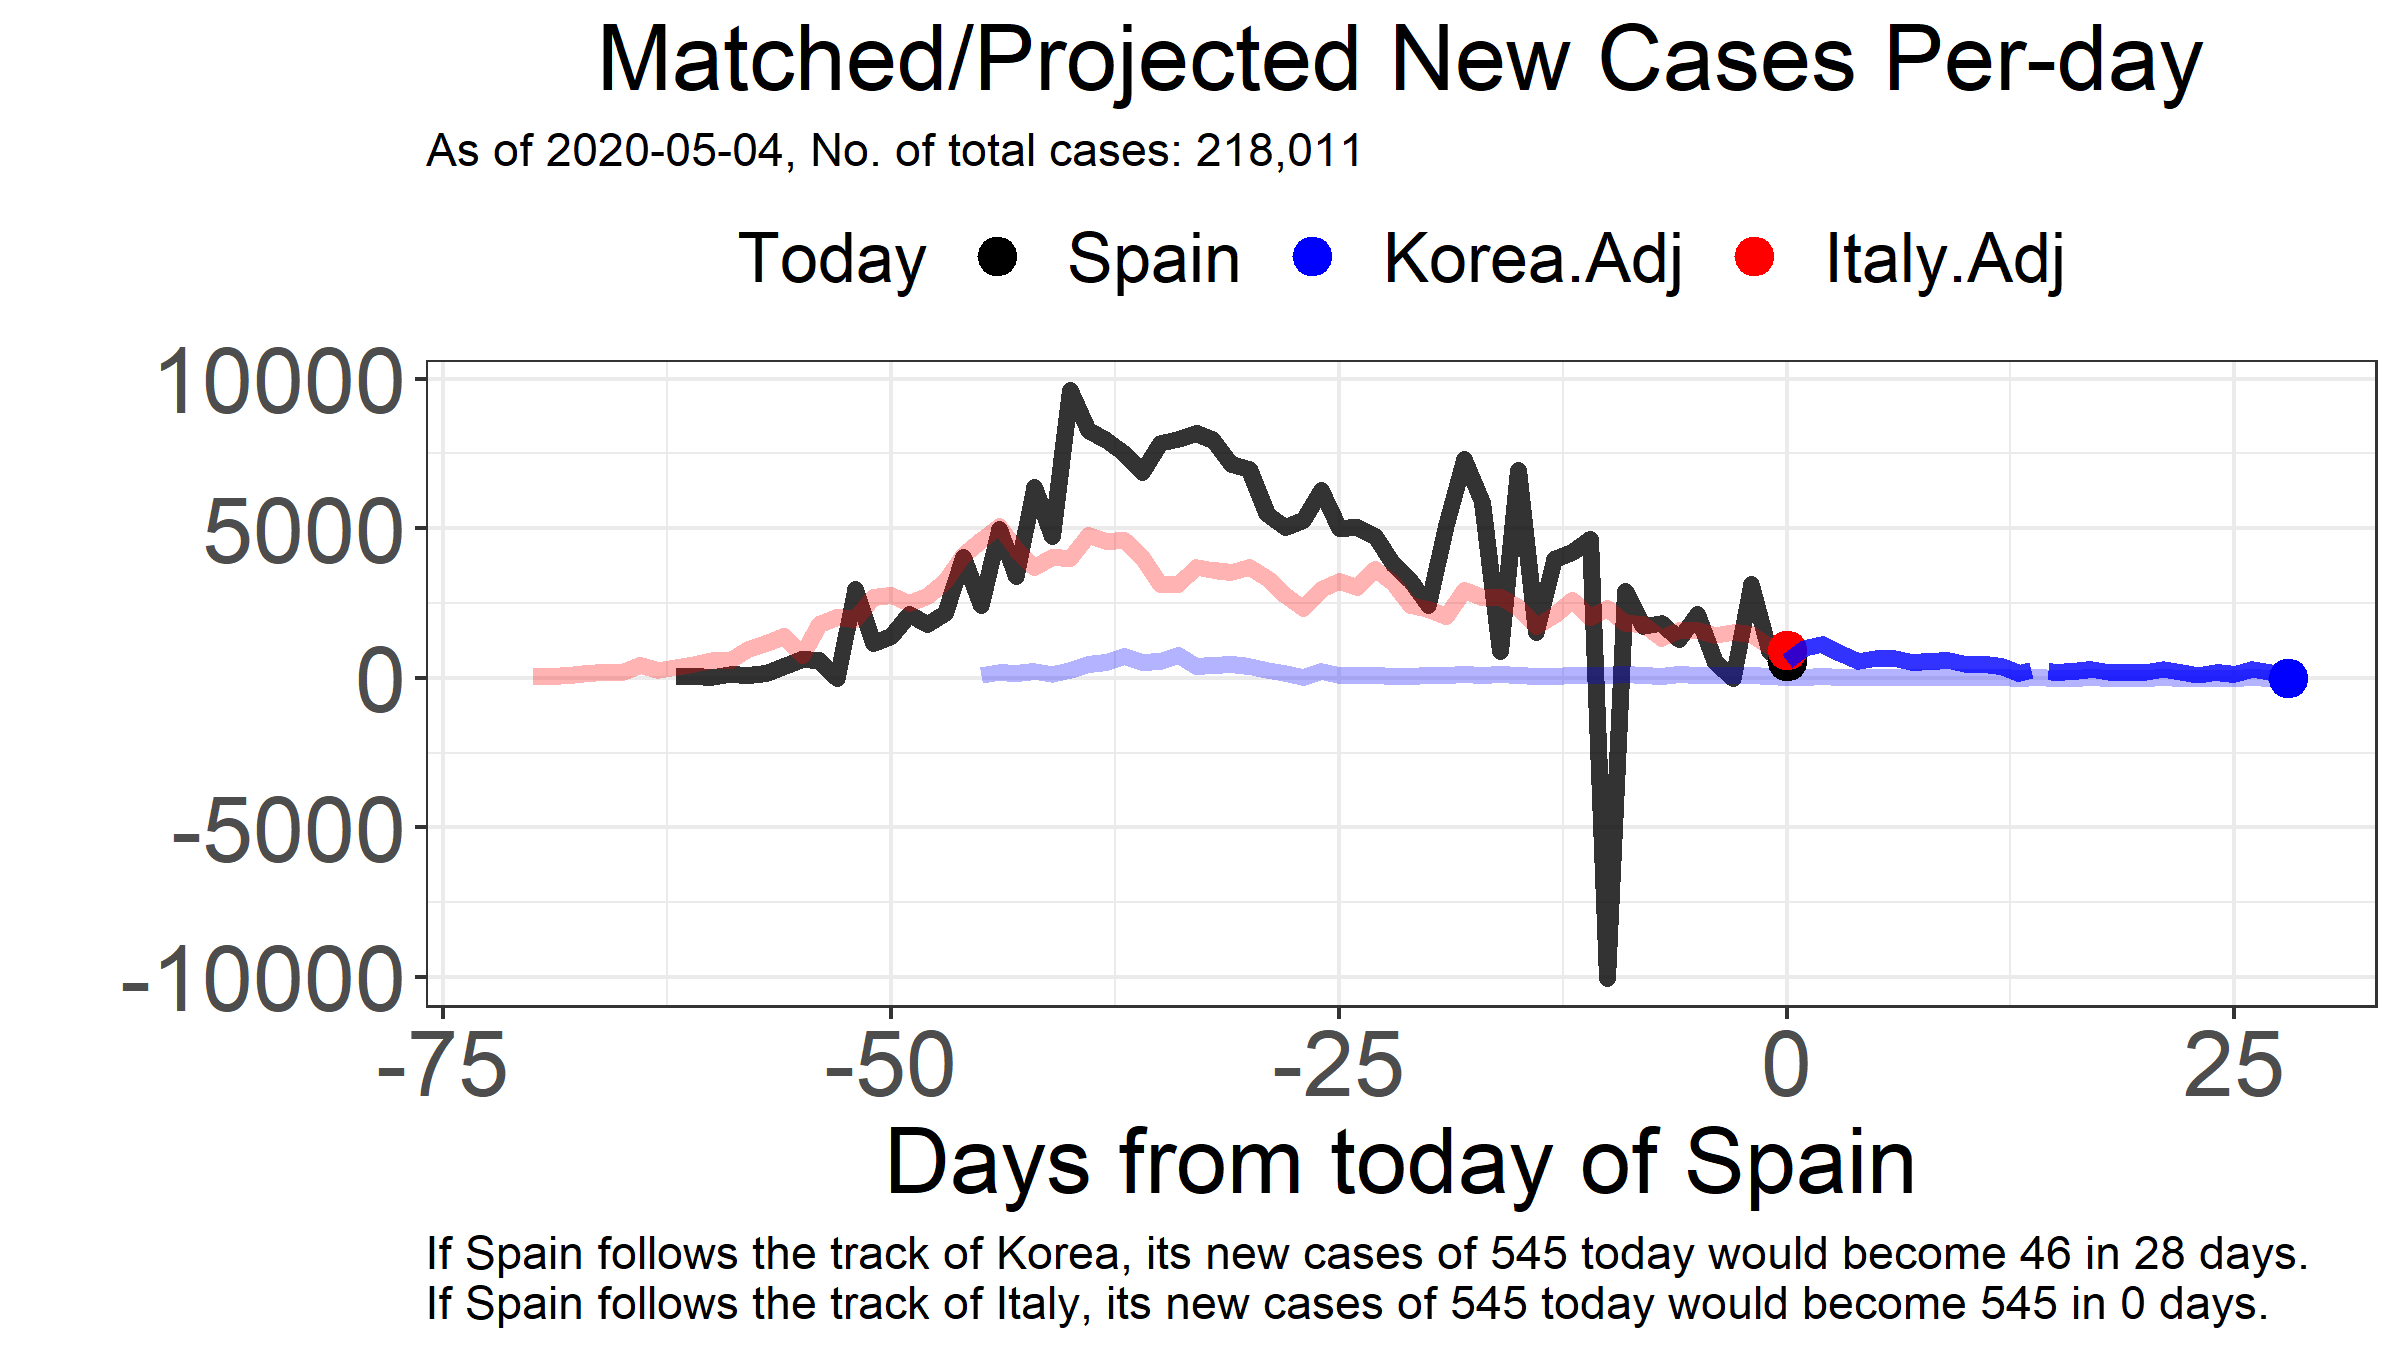 Matched/Projected New Cases Per-day
As of 2020-05-04, No. of total cases: 218,011
Today Spain Korea.Adj Italy.Adj
10000
5000
0
-5000
-10000
-75 -50 -25 0 25
Days from today of Spain
If Spain follows the track of Korea, its new cases of 545 today would become 46 in 28 days.
If Spain follows the track of Italy, its new cases of 545 today would become 545 in 0 days.